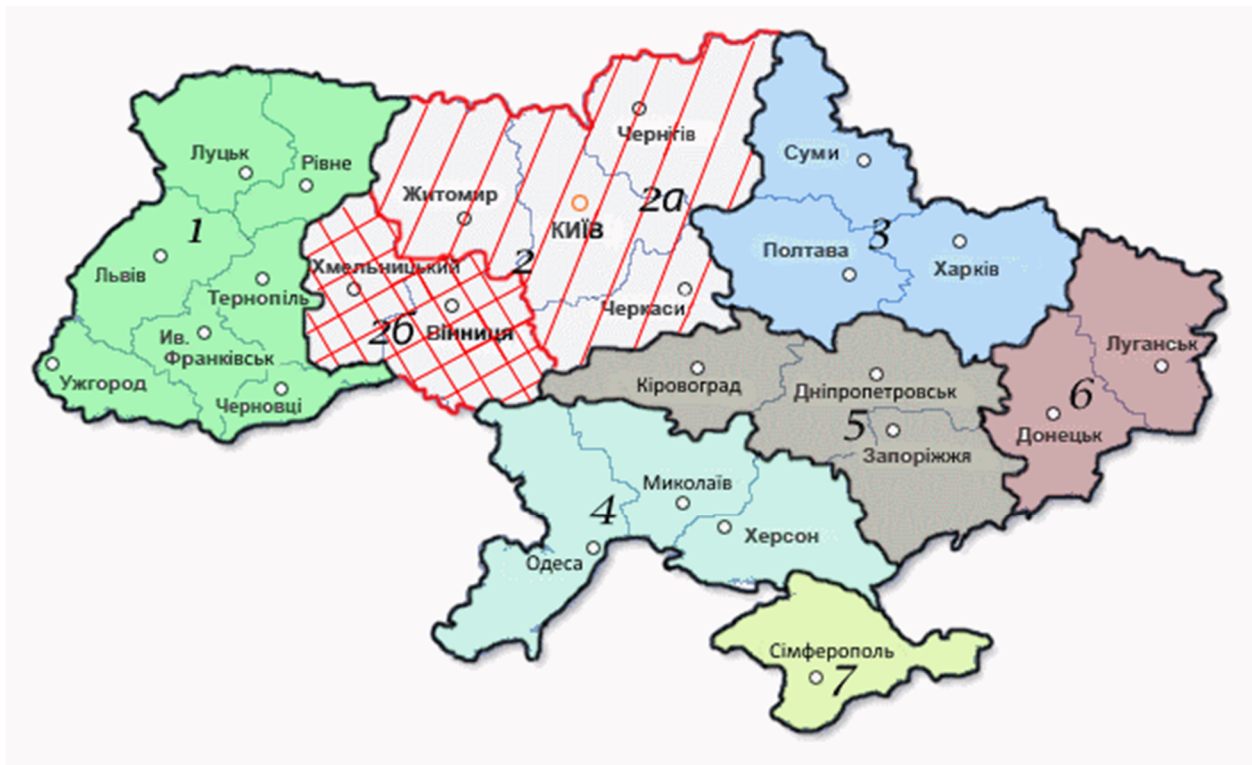 Чернігів
Луцьк
Рівне
Суми
Житомир
2а
КИЇВ
1
3
Полтава
Харків
2
Львів
Хмельницький
Тернопіль
Черкаси
2б
Вінниця
Ив.
Франківськ
Луганськ
Ужгород
Кіровоград
Дніпропетровськ
6
Черновці
5
Донецьк
Запоріжжя
Миколаїв
4
Херсон
Одеса
Сімферополь
7